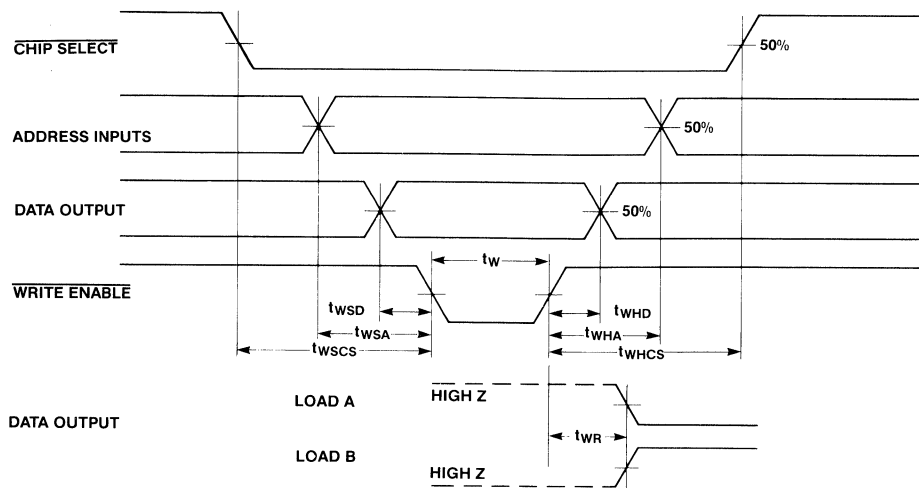 CHIP SELECT
50%
ADDRESS INPUTS
50%
DATA OUTPUT
50%
tW
WRITE ENABLE
tWSD
tWHD
tWSA
tWHA
tWSCS
tWHCS
LOAD A
HIGH Z
DATA OUTPUT
tWR
LOAD B
HIGH Z